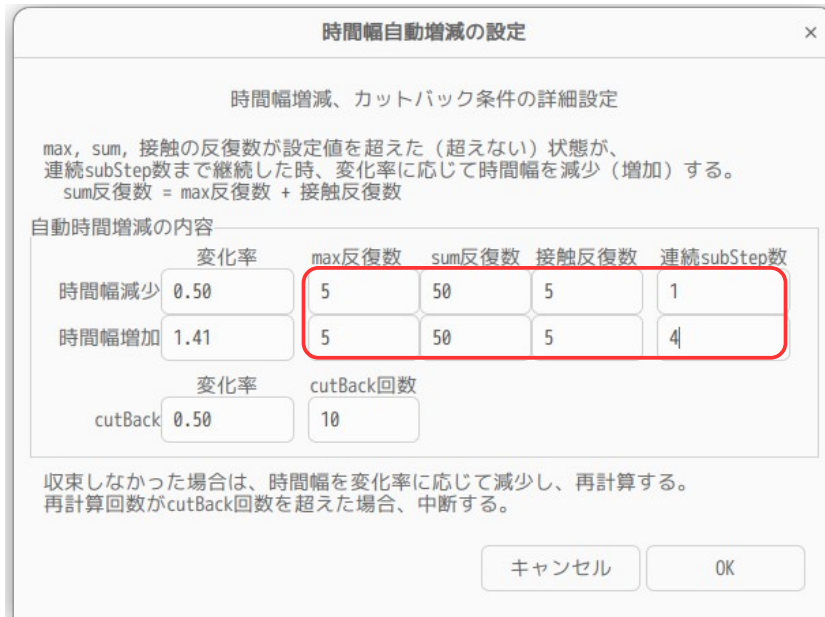 時間幅自動増減の設定 ×
時間幅増減、カットバック条件の詳細設定
max, sum, 接触の反復数が設定値を超えた（超えない）状態が、
連続subStep数まで継続した時、変化率に応じて時間幅を減少（増加）する。
sum反復数 = max反復数 + 接触反復数
自動時間増減の内容
変化率 max反復数 sum反復数 接触反復数 連続subStep数
時間幅減少 0.50 5 50 5 1
時間幅増加 1.41 5 50 5 4
変化率 cutBack回数
cutBack 0.50 10
収束しなかった場合は、時間幅を変化率に応じて減少し、再計算する。
再計算回数がcutBack回数を超えた場合、中断する。
キャンセル OK